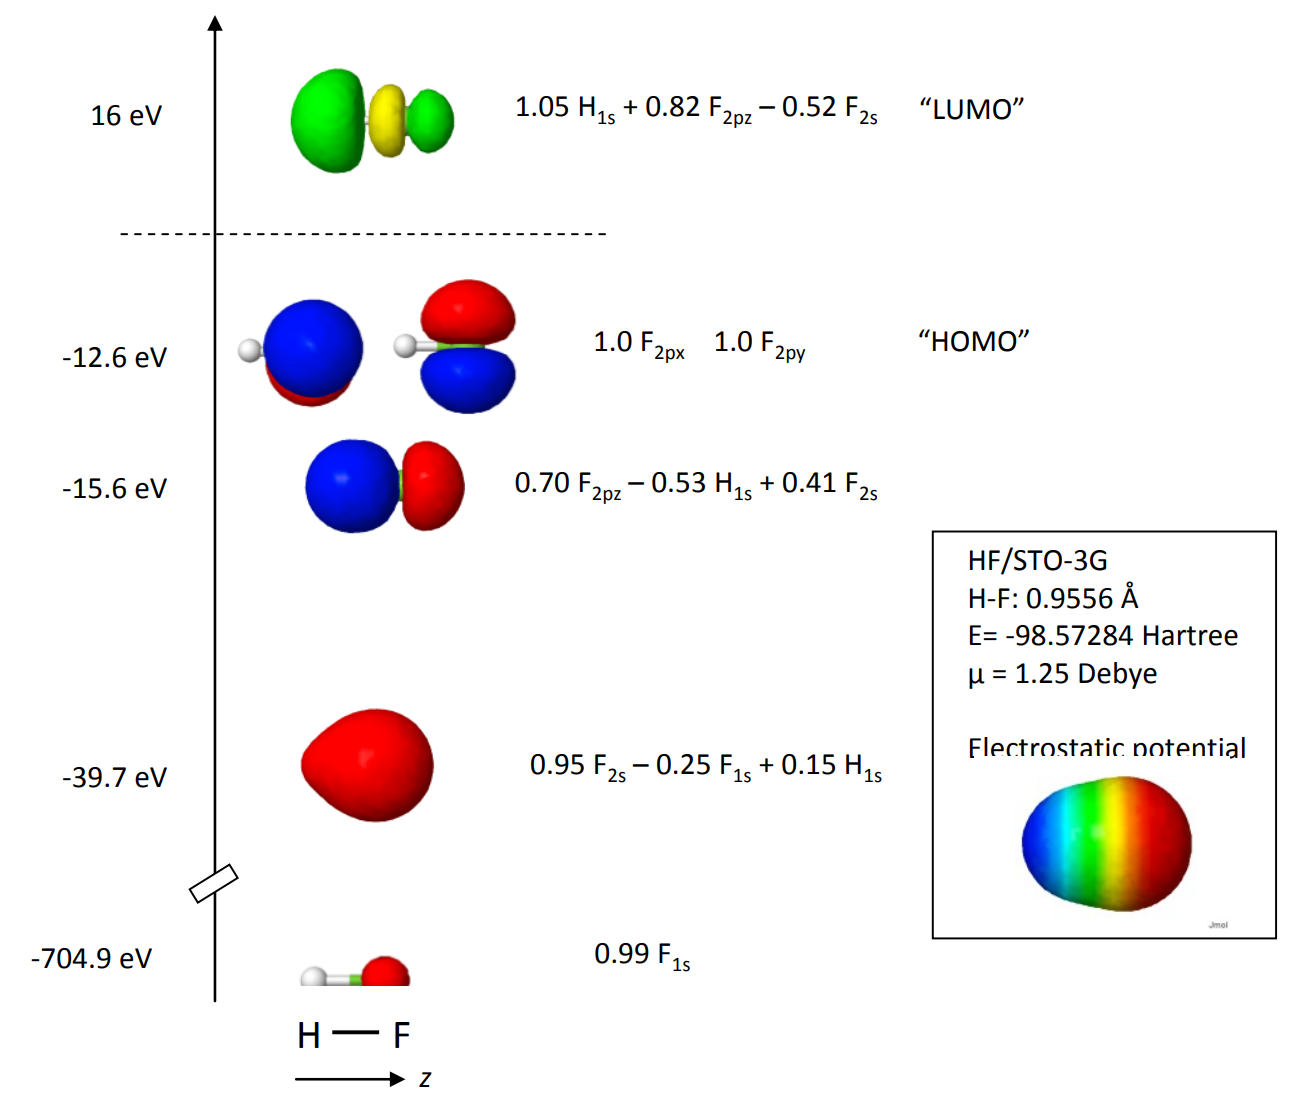 16 eV
1.05 H1s + 0.82 F2pz – 0.52 F2s
“LUMO”
-12.6 eV
1.0 F2px 1.0 F2py
“HOMO”
-15.6 eV
0.70 F2pz – 0.53 H1s + 0.41 F2s
HF/STO-3G
H-F: 0.9556 Å
E= -98.57284 Hartree
μ = 1.25 Debye
Electrostatic potential
Jmol
-39.7 eV
0.95 F2s – 0.25 F1s + 0.15 H1s
-704.9 eV
0.99 F1s
H — F
z